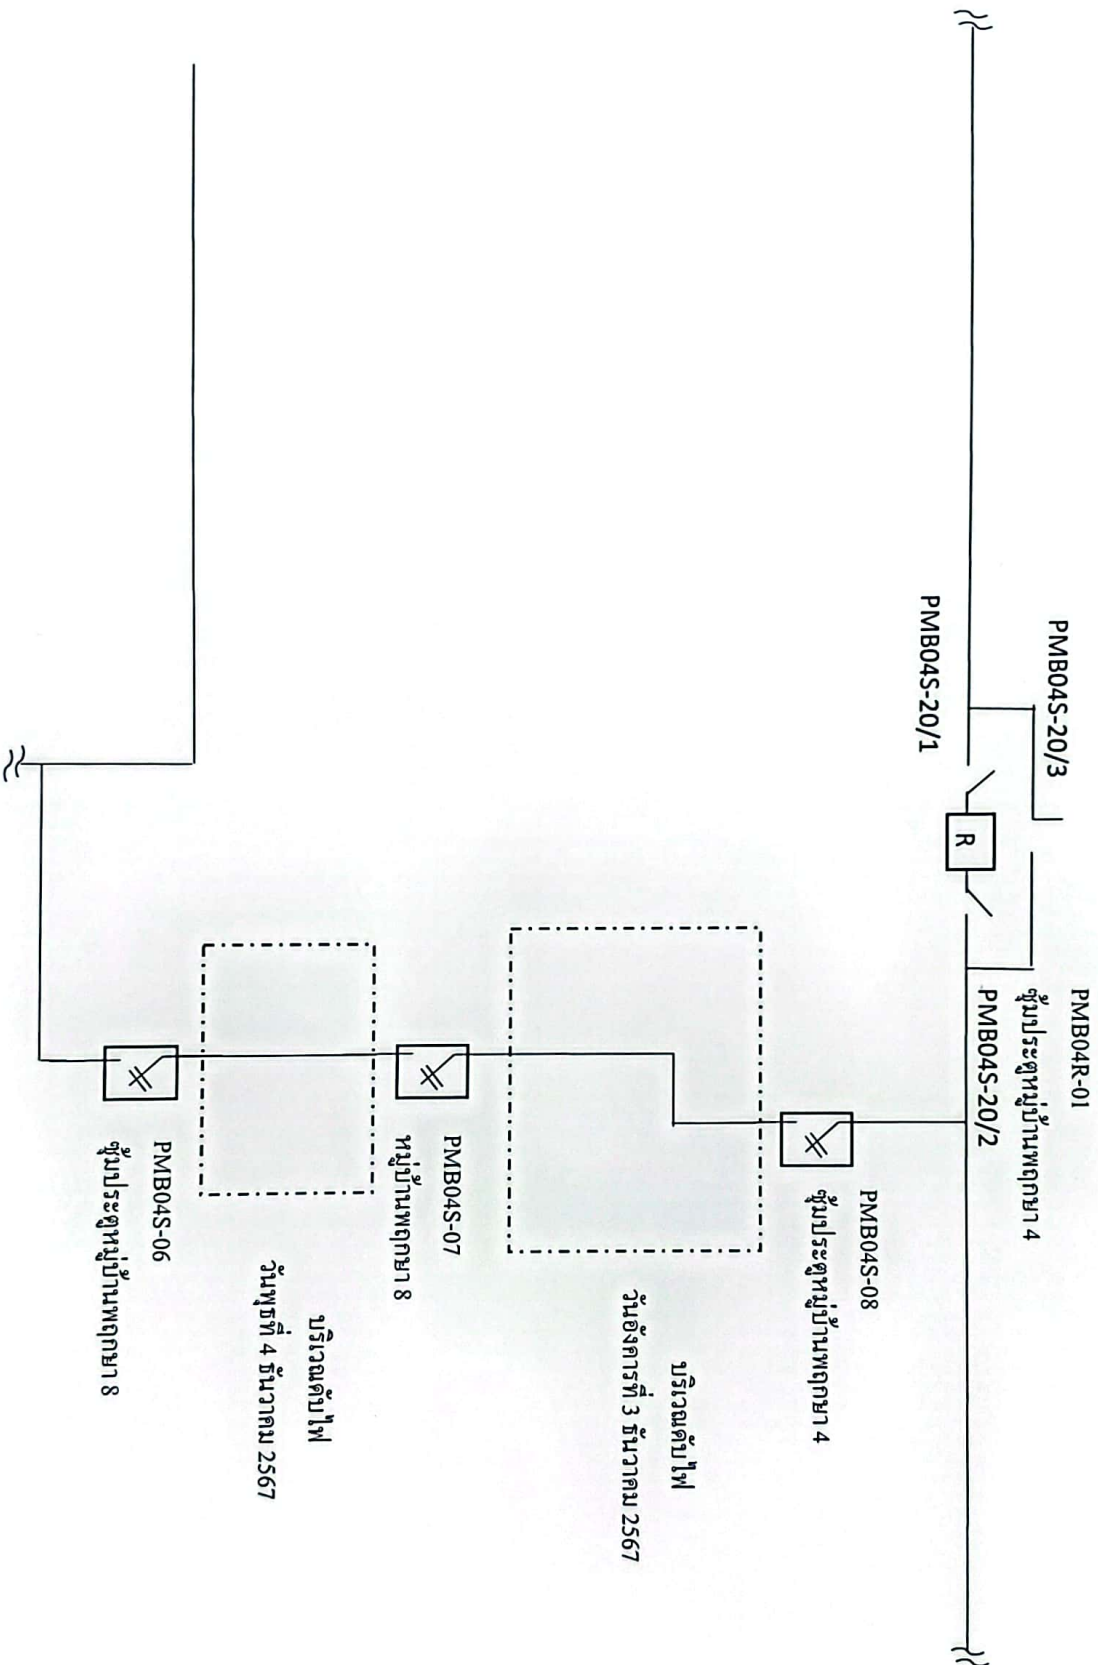 PMB04R-01
ซุ้มประตูหมู่บ้านพฤกษา 4
PMB04S-20/3
PMB04S-20/2
PMB04S-20/1
R
PMB04S-08
ซุ้มประตูหมู่บ้านพฤกษา 4
บริเวณดับไฟ
วันอังคารที่ 3 ธันวาคม 2567
PMB04S-07
หมู่บ้านพฤกษา 8
บริเวณดับไฟ
วันพุธที่ 4 ธันวาคม 2567
PMB04S-06
ซุ้มประตูหมู่บ้านพฤกษา 8